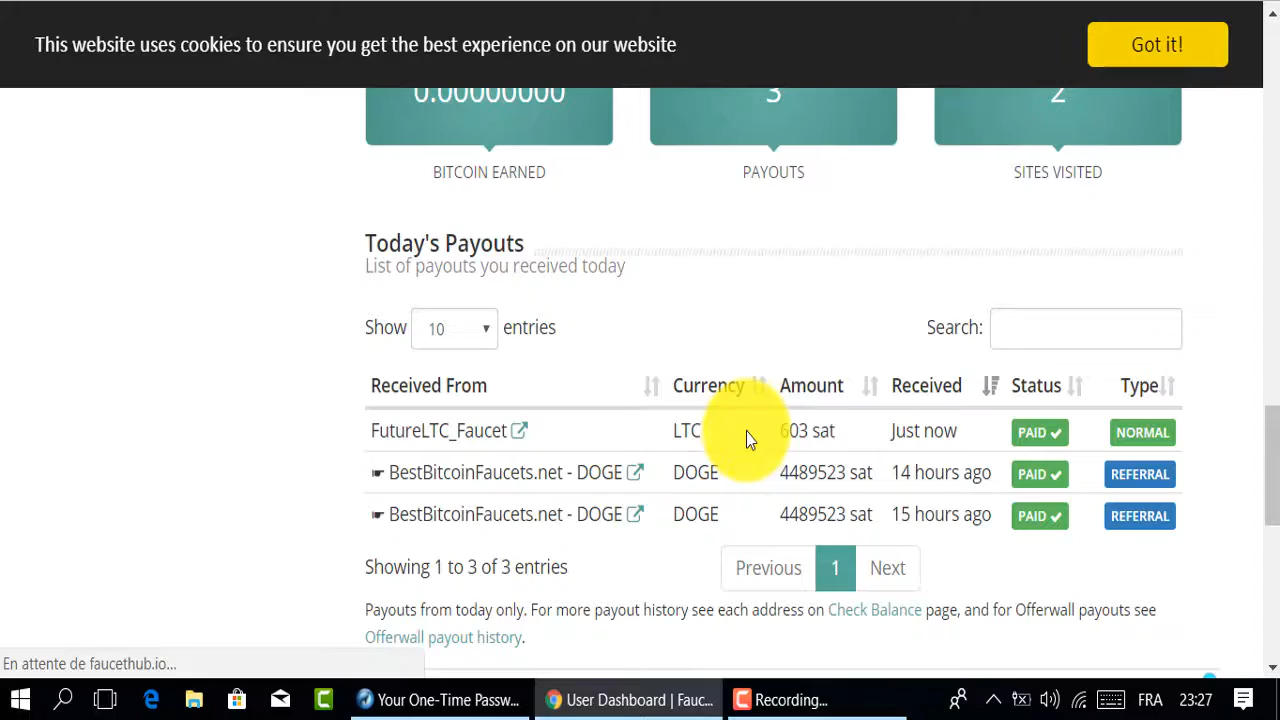 This website uses cookies to ensure you get the best experience on our website
Got it!
0.00000000 3 2
BITCOIN EARNED PAYOUTS SITES VISITED
Today's Payouts
List of payouts you received today
Show 10 entries Search:
Received From Currency Amount Received Status Type
FutureLTC_Faucet LTC 603 sat Just now PAID NORMAL
BestBitcoinFaucets.net - DOGE DOGE 4489523 sat 14 hours ago PAID REFERRAL
BestBitcoinFaucets.net - DOGE DOGE 4489523 sat 15 hours ago PAID REFERRAL
Showing 1 to 3 of 3 entries Previous 1 Next
Payouts from today only. For more payout history see each address on Check Balance page, and for Offerwall payouts see
Offerwall payout history.
En attente de faucethub.io...
Your One-Time Passw... User Dashboard | Fauc... Recording... FRA 23:27